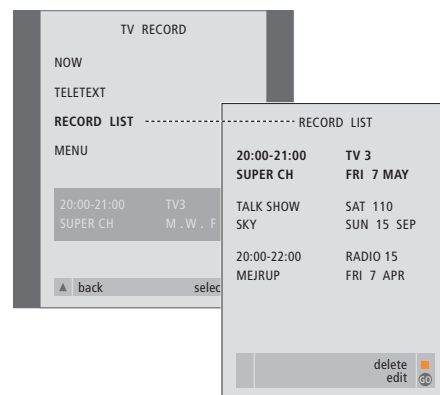 TV RECORD
NOW
TELETEXT
RECORD LIST
MENU
20:00-21:00 TV3
SUPER CH M . W . F
back selec
RECORD LIST
20:00-21:00 TV 3
SUPER CH FRI 7 MAY
TALK SHOW SAT 110
SKY SUN 15 SEP
20:00-22:00 RADIO 15
MEJRUP FRI 7 APR
delete
edit GO